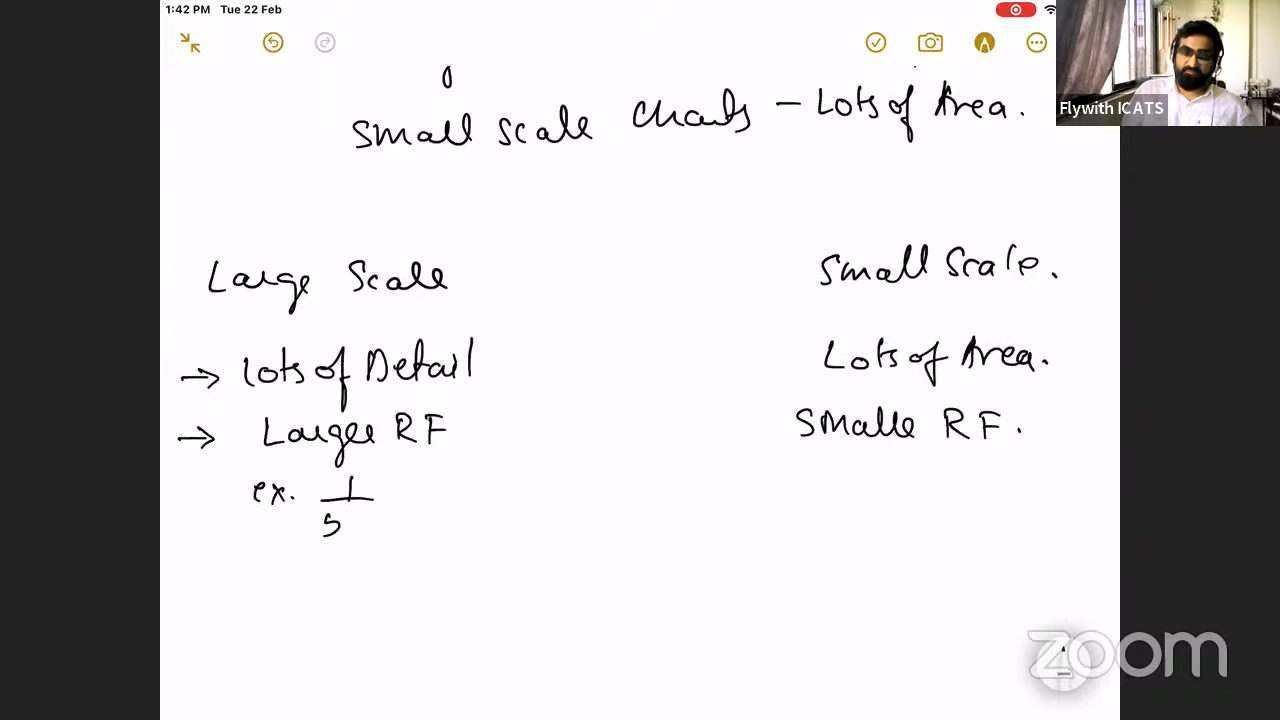 1:42 PM Tue 22 Feb
Flywith ICATS
Small scale charts - Lots of Area.
Large Scale
Small Scale.
→ Lots of Detail
Lots of Area.
→ Larger RF
Smalle RF.
ex. 1
5
zoom